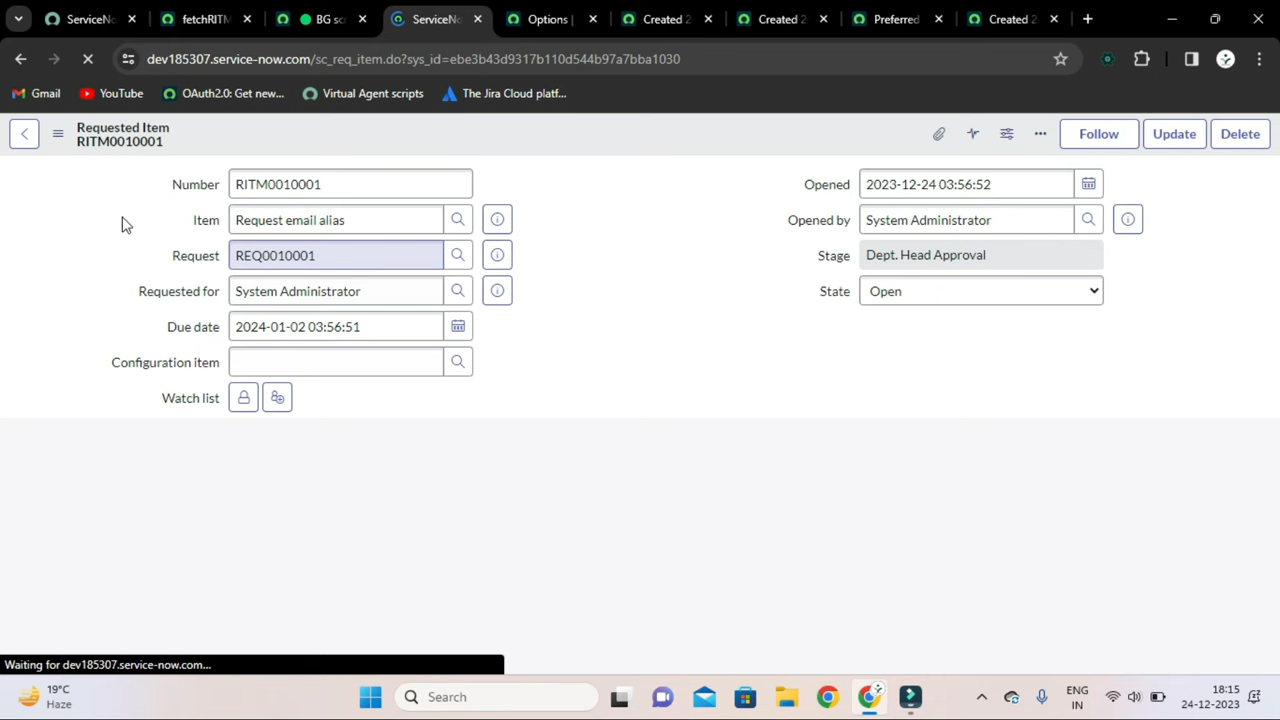 ServiceNo
fetchRITM
BG sc
ServiceNo
Options |
Created 2
Created 2
Preferred
Created 2
dev185307.service-now.com/sc_req_item.do?sys_id=ebe3b43d9317b110d544b97a7bba1030
Gmail
YouTube
OAuth2.0: Get new...
Virtual Agent scripts
The Jira Cloud platf...
Requested Item
RITM0010001
Follow
Update
Delete
Number
RITM0010001
Opened
2023-12-24 03:56:52
Item
Request email alias
Opened by
System Administrator
Request
REQ0010001
Stage
Dept. Head Approval
Requested for
System Administrator
State
Open
Due date
2024-01-02 03:56:51
Configuration item
Watch list
Waiting for dev185307.service-now.com...
19°C
Haze
Search
ENG
IN
18:15
24-12-2023